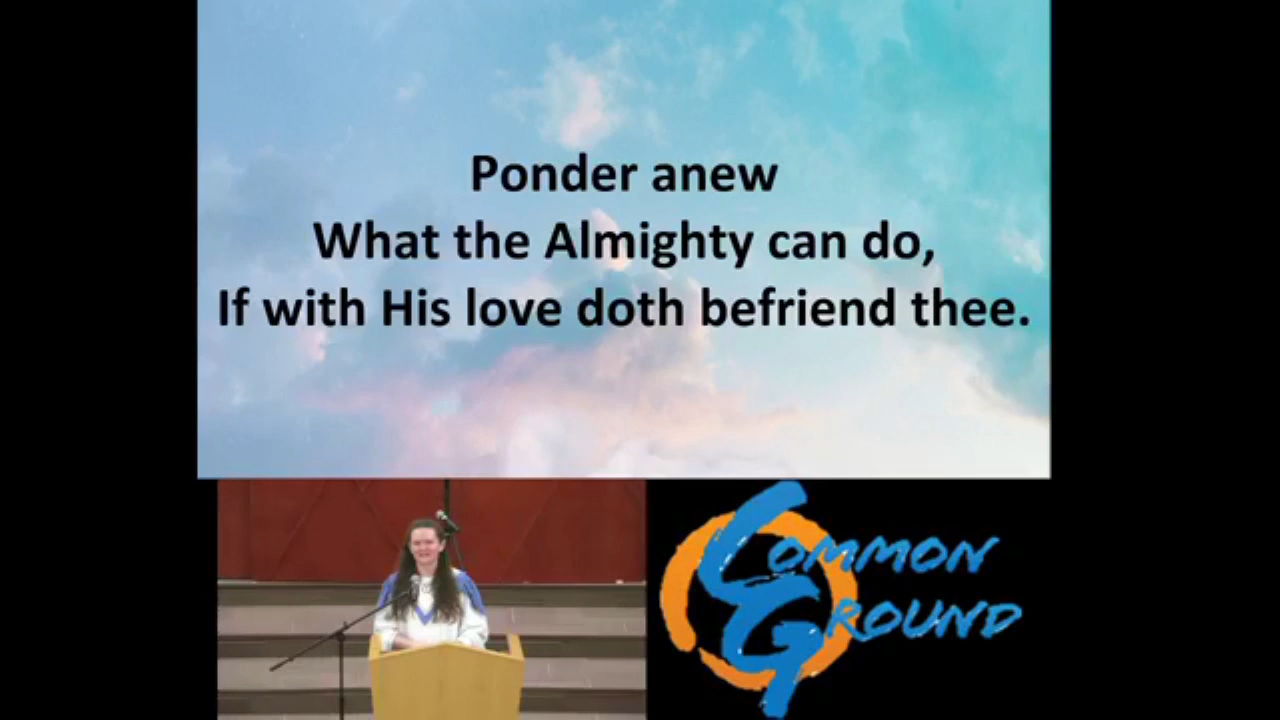 Ponder anew
What the Almighty can do,
If with His love doth befriend thee.
Common
Ground